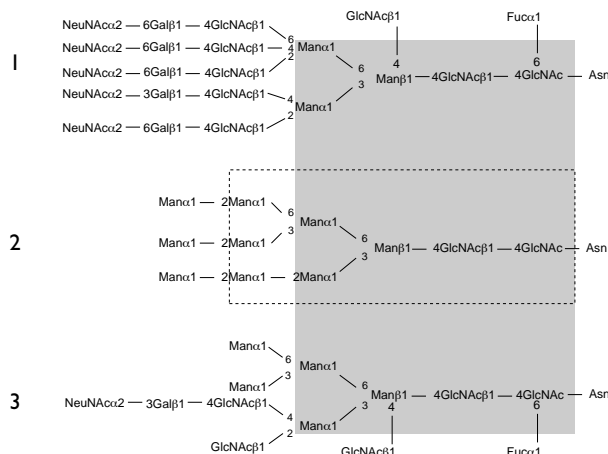 GlcNAcβ1 Fucα1
NeuNAcα2 — 6Galβ1 — 4GlcNAcβ1 6
NeuNAcα2 — 6Galβ1 — 4GlcNAcβ1 — 4 Manα1
1 NeuNAcα2 — 6Galβ1 — 4GlcNAcβ1 2 6 4 6
Manβ1 — 4GlcNAcβ1 — 4GlcNAc — Asn
NeuNAcα2 — 3Galβ1 — 4GlcNAcβ1 4 3
Manα1
NeuNAcα2 — 6Galβ1 — 4GlcNAcβ1 2
Manα1 — 2Manα1 6
Manα1
2 Manα1 — 2Manα1 3 6
Manβ1 — 4GlcNAcβ1 — 4GlcNAc — Asn
Manα1 — 2Manα1 — 2Manα1 3
Manα1 6
Manα1
Manα1 3 6
3 NeuNAcα2 — 3Galβ1 — 4GlcNAcβ1 Manβ1 — 4GlcNAcβ1 — 4GlcNAc — Asn
4 3 4 6
Manα1
GlcNAcβ1 2 GlcNAcβ1 Fucα1